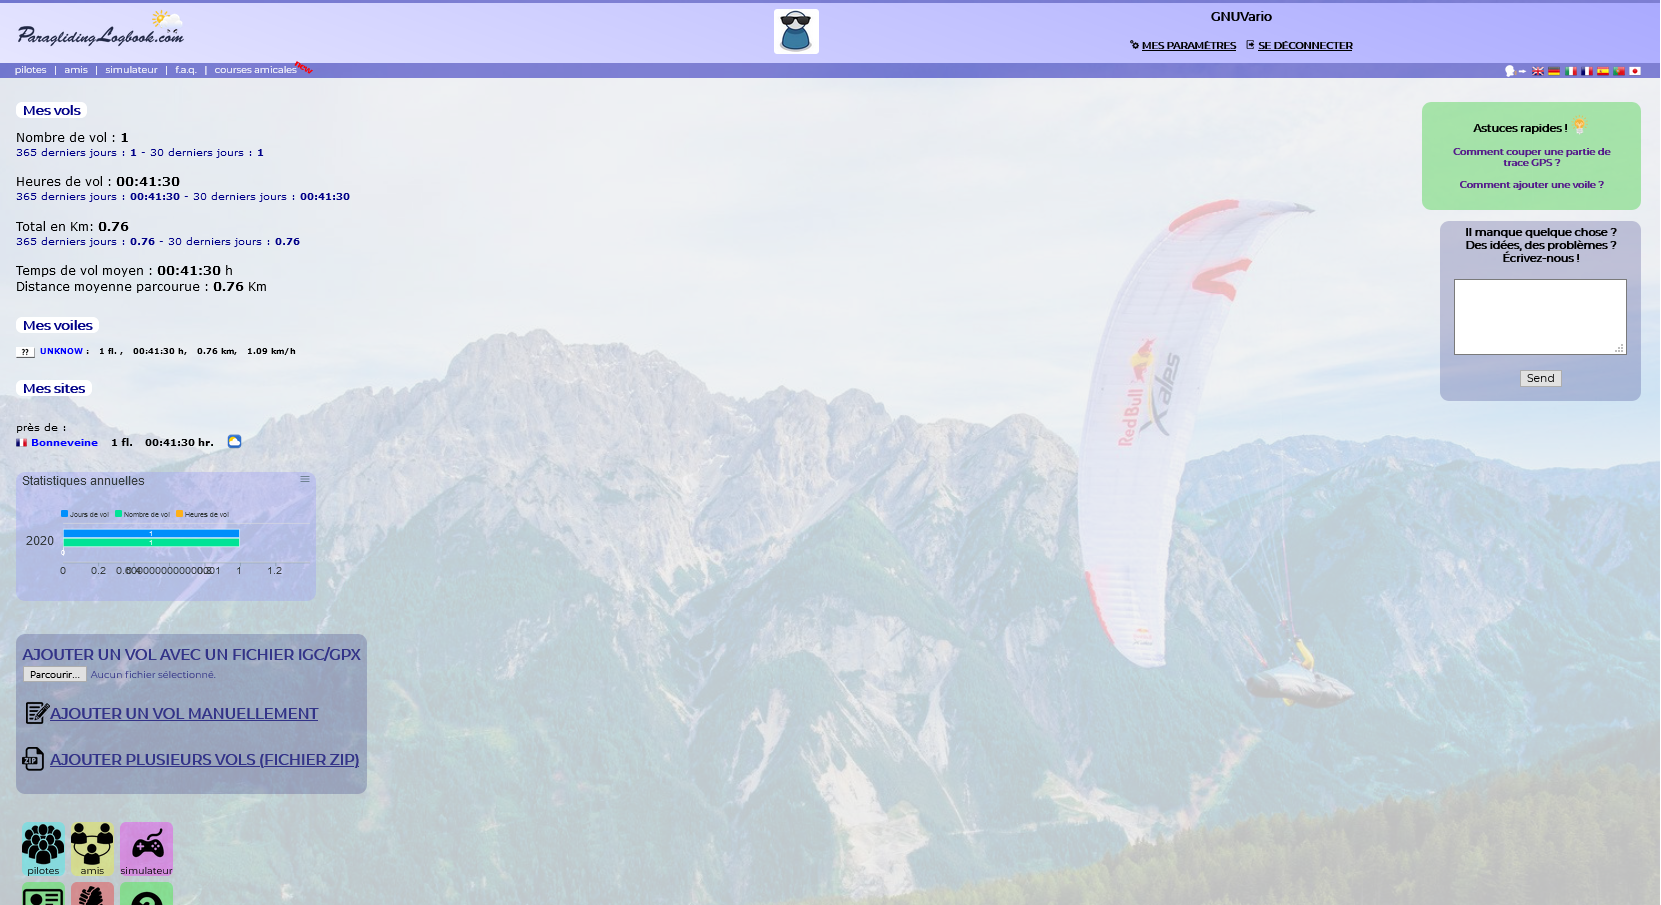 ParaglidingLogbook.com
GNUVario
MES PARAMÈTRES SE DÉCONNECTER
pilotes | amis | simulateur | f.a.q. | courses amicales new
Mes vols
Nombre de vol : 1
365 derniers jours : 1 - 30 derniers jours : 1
Heures de vol : 00:41:30
365 derniers jours : 00:41:30 - 30 derniers jours : 00:41:30
Total en Km: 0.76
365 derniers jours : 0.76 - 30 derniers jours : 0.76
Temps de vol moyen : 00:41:30 h
Distance moyenne parcourue : 0.76 Km
Mes voiles
?? UNKNOW : 1 fl. , 00:41:30 h, 0.76 km, 1.09 km/h
Mes sites
près de :
Bonneveine 1 fl. 00:41:30 hr.
Statistiques annuelles
Jours de vol Nombre de vol Heures de vol
1
2020
1
0
0 0.2 0.4 0.8 1 1.2
AJOUTER UN VOL AVEC UN FICHIER IGC/GPX
Parcourir... Aucun fichier sélectionné.
AJOUTER UN VOL MANUELLEMENT
ZIP AJOUTER PLUSIEURS VOLS (FICHIER ZIP)
pilotes amis simulateur
Astuces rapides !
Comment couper une partie de
trace GPS ?
Comment ajouter une voile ?
Il manque quelque chose ?
Des idées, des problèmes ?
Écrivez-nous !
Send
Red Bull
X alps